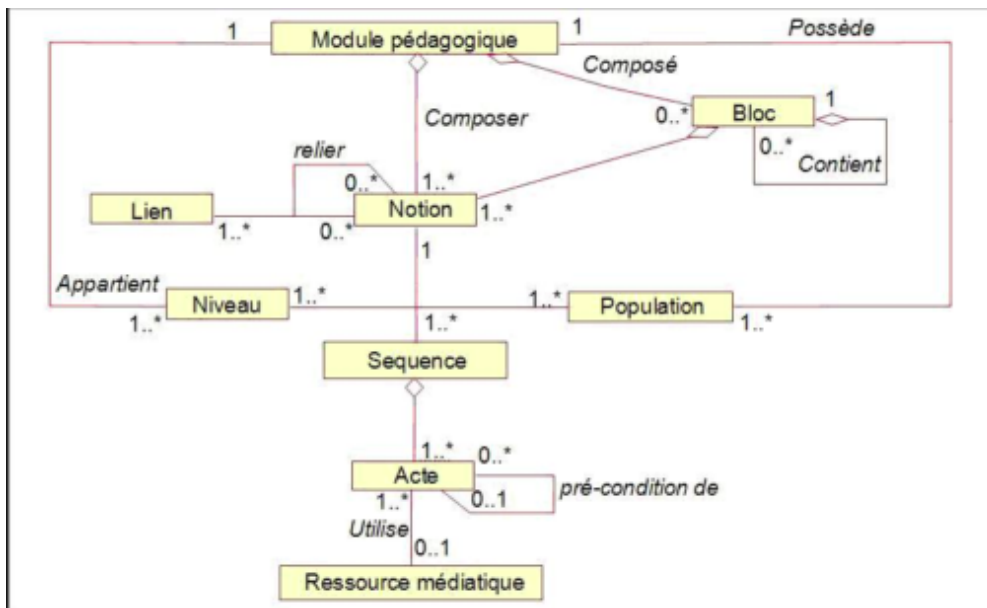 1
Module pédagogique
1
Possède
Composé
Composer
0..*
Bloc
1
0..*
Contient
relier
0..*
1..*
Lien
Notion
1..*
1..*
0..*
1
Appartient
Niveau
1..*
1..*
Population
1..*
1..*
1..*
Sequence
1..*
0..*
Acte
1..*
0..1
pré-condition de
Utilise
0..1
Ressource médiatique